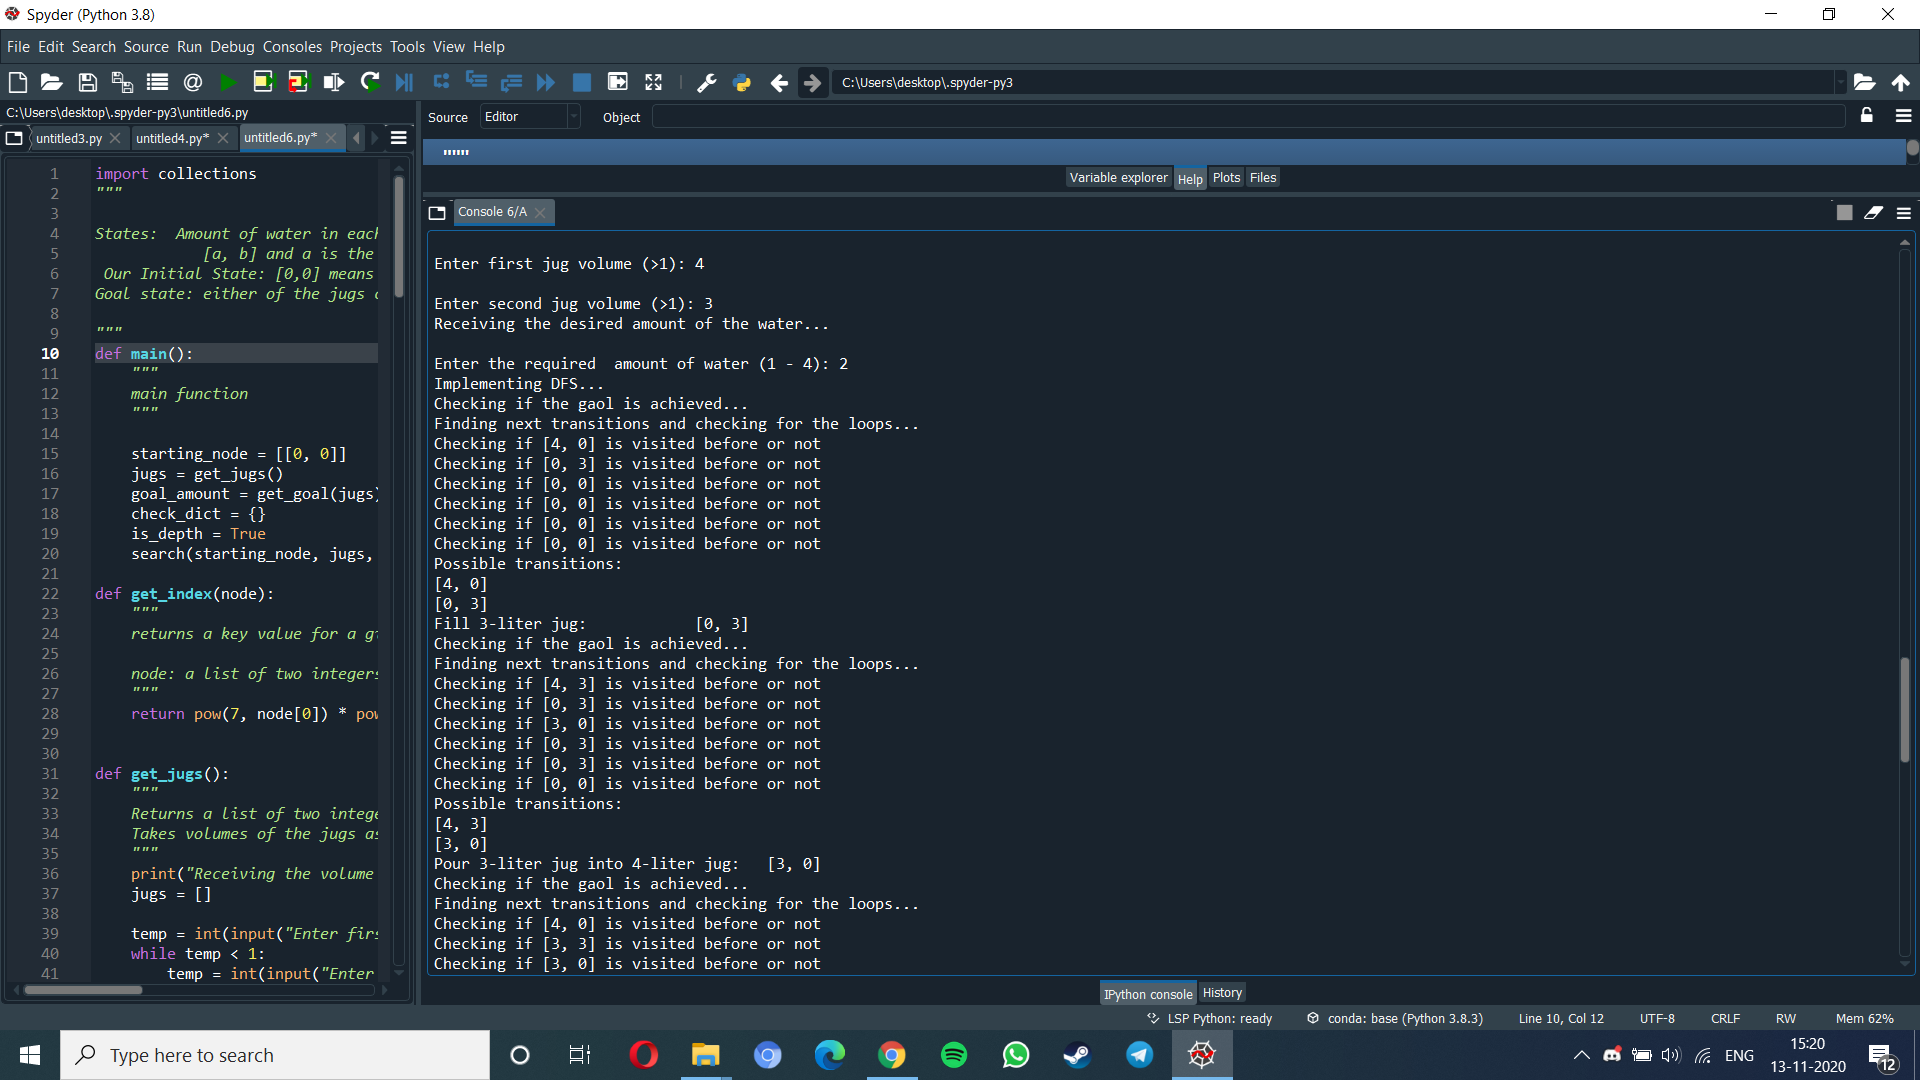 Spyder (Python 3.8)
File Edit Search Source Run Debug Consoles Projects Tools View Help
C:\Users\desktop\.spyder-py3
C:\Users\desktop\.spyder-py3\untitled6.py
Source Editor Object
untitled3.py untitled4.py* untitled6.py*
"""
Variable explorer Help Plots Files
1 import collections
2 """
3
4 States:  Amount of water in each
5 [a, b] and a is the
6 Our Initial State: [0,0] means
7 Goal state: either of the jugs
8
9 """
10 def main():
11 """
12 main function
13 """
14
15 starting_node = [[0, 0]]
16 jugs = get_jugs()
17 goal_amount = get_goal(jugs)
18 check_dict = {}
19 is_depth = True
20 search(starting_node, jugs,
21
22 def get_index(node):
23 """
24 returns a key value for a
25
26 node: a list of two integers
27 """
28 return pow(7, node[0]) * pow
29
30
31 def get_jugs():
32 """
33 Returns a list of two intege
34 Takes volumes of the jugs as
35 """
36 print("Receiving the volume
37 jugs = []
38
39 temp = int(input("Enter firs
40 while temp < 1:
41 temp = int(input("Enter
Console 6/A
Enter first jug volume (>1): 4
Enter second jug volume (>1): 3
Receiving the desired amount of the water...
Enter the required  amount of water (1 - 4): 2
Implementing DFS...
Checking if the gaol is achieved...
Finding next transitions and checking for the loops...
Checking if [4, 0] is visited before or not
Checking if [0, 3] is visited before or not
Checking if [0, 0] is visited before or not
Checking if [0, 0] is visited before or not
Checking if [0, 0] is visited before or not
Checking if [0, 0] is visited before or not
Possible transitions:
[4, 0]
[0, 3]
Fill 3-liter jug:            [0, 3]
Checking if the gaol is achieved...
Finding next transitions and checking for the loops...
Checking if [4, 3] is visited before or not
Checking if [0, 3] is visited before or not
Checking if [3, 0] is visited before or not
Checking if [0, 3] is visited before or not
Checking if [0, 3] is visited before or not
Checking if [0, 0] is visited before or not
Possible transitions:
[4, 3]
[3, 0]
Pour 3-liter jug into 4-liter jug:   [3, 0]
Checking if the gaol is achieved...
Finding next transitions and checking for the loops...
Checking if [4, 0] is visited before or not
Checking if [3, 3] is visited before or not
Checking if [3, 0] is visited before or not
IPython console History
LSP Python: ready conda: base (Python 3.8.3) Line 10, Col 12 UTF-8 CRLF RW Mem 62%
Type here to search
ENG
15:20
13-11-2020
12